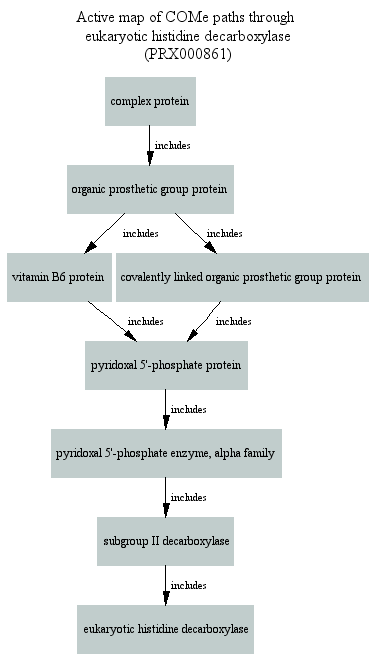 Active map of COMe paths through
eukaryotic histidine decarboxylase
(PRX000861)
complex protein
includes
organic prosthetic group protein
includes
includes
vitamin B6 protein
covalently linked organic prosthetic group protein
includes
includes
pyridoxal 5'-phosphate protein
includes
pyridoxal 5'-phosphate enzyme, alpha family
includes
subgroup II decarboxylase
includes
eukaryotic histidine decarboxylase